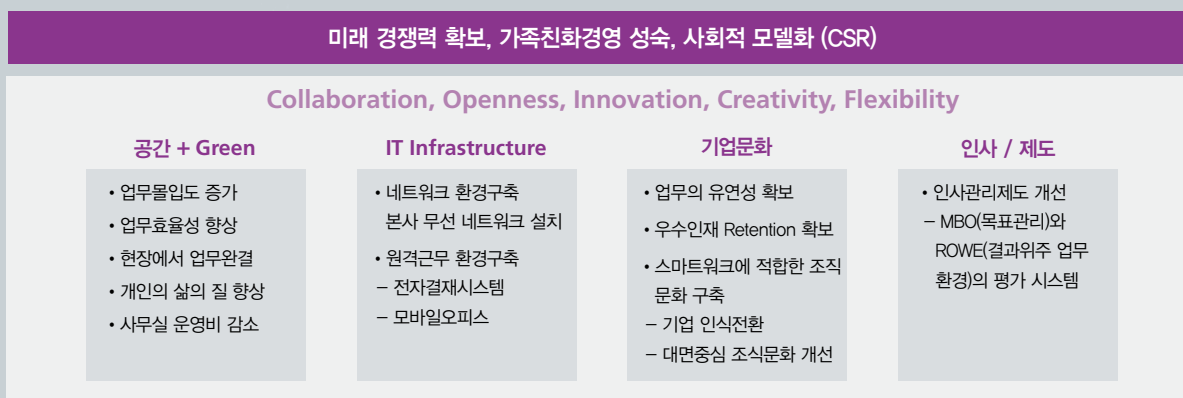 미래 경쟁력 확보, 가족친화경영 성숙, 사회적 모델화 (CSR)
Collaboration, Openness, Innovation, Creativity, Flexibility
공간 + Green
• 업무몰입도 증가
• 업무효율성 향상
• 현장에서 업무완결
• 개인의 삶의 질 향상
• 사무실 운영비 감소
IT Infrastructure
• 네트워크 환경구축
본사 무선 네트워크 설치
• 원격근무 환경구축
– 전자결재시스템
– 모바일오피스
기업문화
• 업무의 유연성 확보
• 우수인재 Retention 확보
• 스마트워크에 적합한 조직
문화 구축
– 기업 인식전환
– 대면중심 조식문화 개선
인사 / 제도
• 인사관리제도 개선
– MBO(목표관리)와
ROWE(결과위주 업무
환경)의 평가 시스템